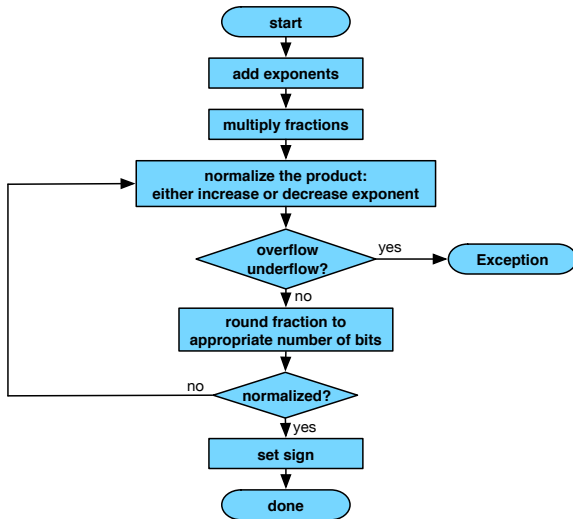 start
add exponents
multiply fractions
normalize the product:
either increase or decrease exponent
overflow
underflow?
yes
Exception
no
round fraction to
appropriate number of bits
no
normalized?
yes
set sign
done